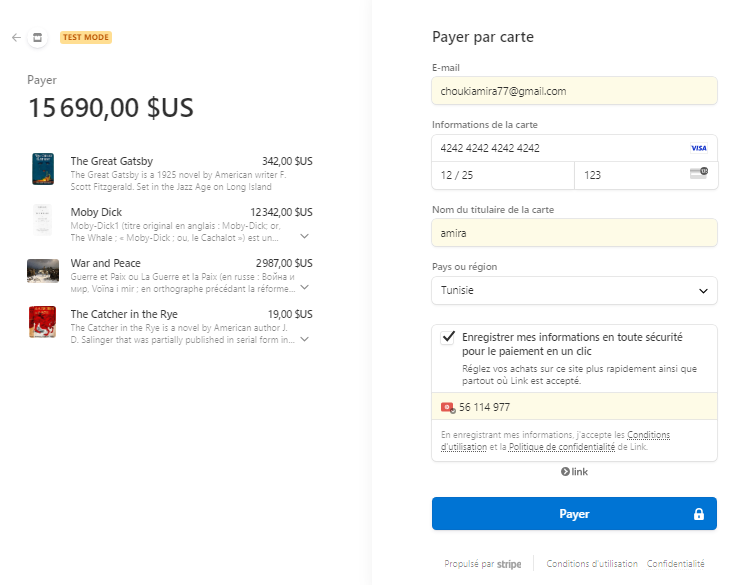 TEST MODE
Payer
15 690,00 $US
The Great Gatsby 342,00 $US
The Great Gatsby is a 1925 novel by American writer F.
Scott Fitzgerald. Set in the Jazz Age on Long Island
Moby Dick 12 342,00 $US
Moby-Dick1 (titre original en anglais : Moby-Dick; or,
The Whale ; « Moby-Dick ; ou, le Cachalot ») est un...
War and Peace 2 987,00 $US
Guerre et Paix ou La Guerre et la Paix (en russe : Война и
мир, Voïna i mir ; en orthographe précédant la réforme...
The Catcher in the Rye 19,00 $US
The Catcher in the Rye is a novel by American author J.
D. Salinger that was partially published in serial form in...
Payer par carte
E-mail
choukiamira77@gmail.com
Informations de la carte
4242 4242 4242 4242 VISA
12 / 25 123
Nom du titulaire de la carte
amira
Pays ou région
Tunisie
Enregistrer mes informations en toute sécurité
pour le paiement en un clic
Réglez vos achats sur ce site plus rapidement ainsi que
partout où Link est accepté.
56 114 977
En enregistrant mes informations, j'accepte les Conditions
d'utilisation et la Politique de confidentialité de Link.
link
Payer
Propulsé par stripe Conditions d'utilisation Confidentialité